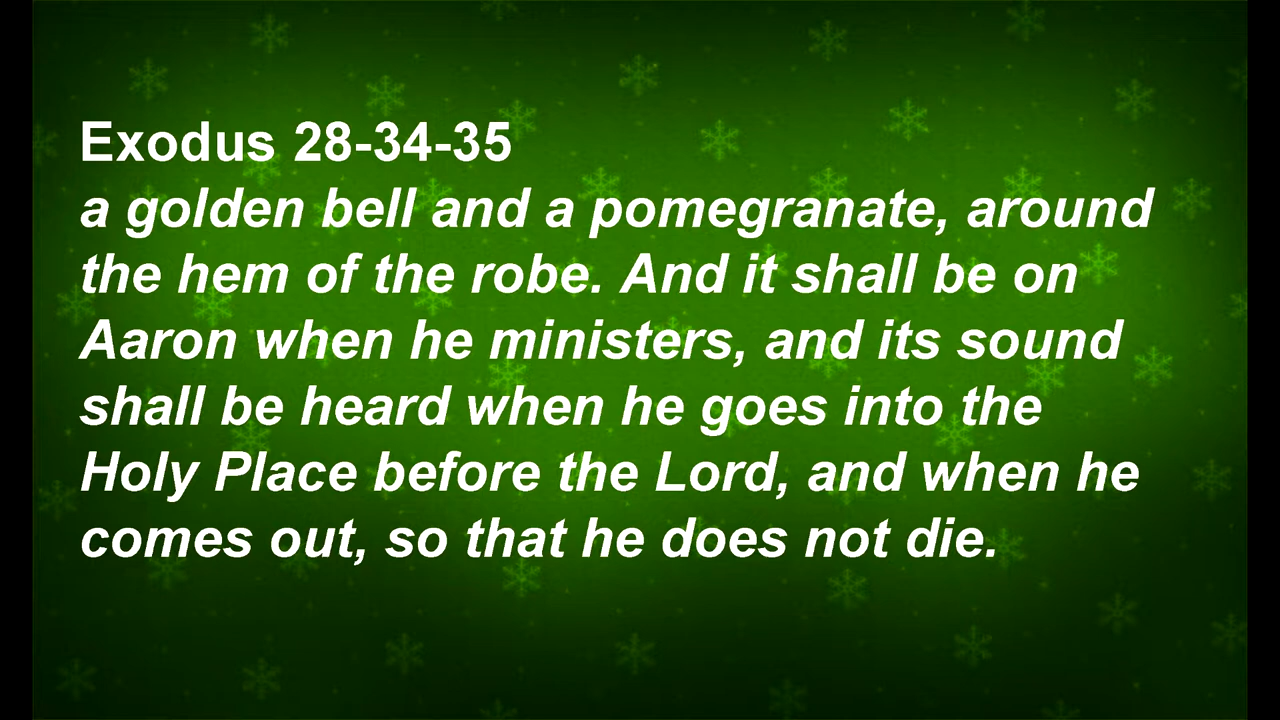 Exodus 28-34-35
a golden bell and a pomegranate, around
the hem of the robe. And it shall be on
Aaron when he ministers, and its sound
shall be heard when he goes into the
Holy Place before the Lord, and when he
comes out, so that he does not die.